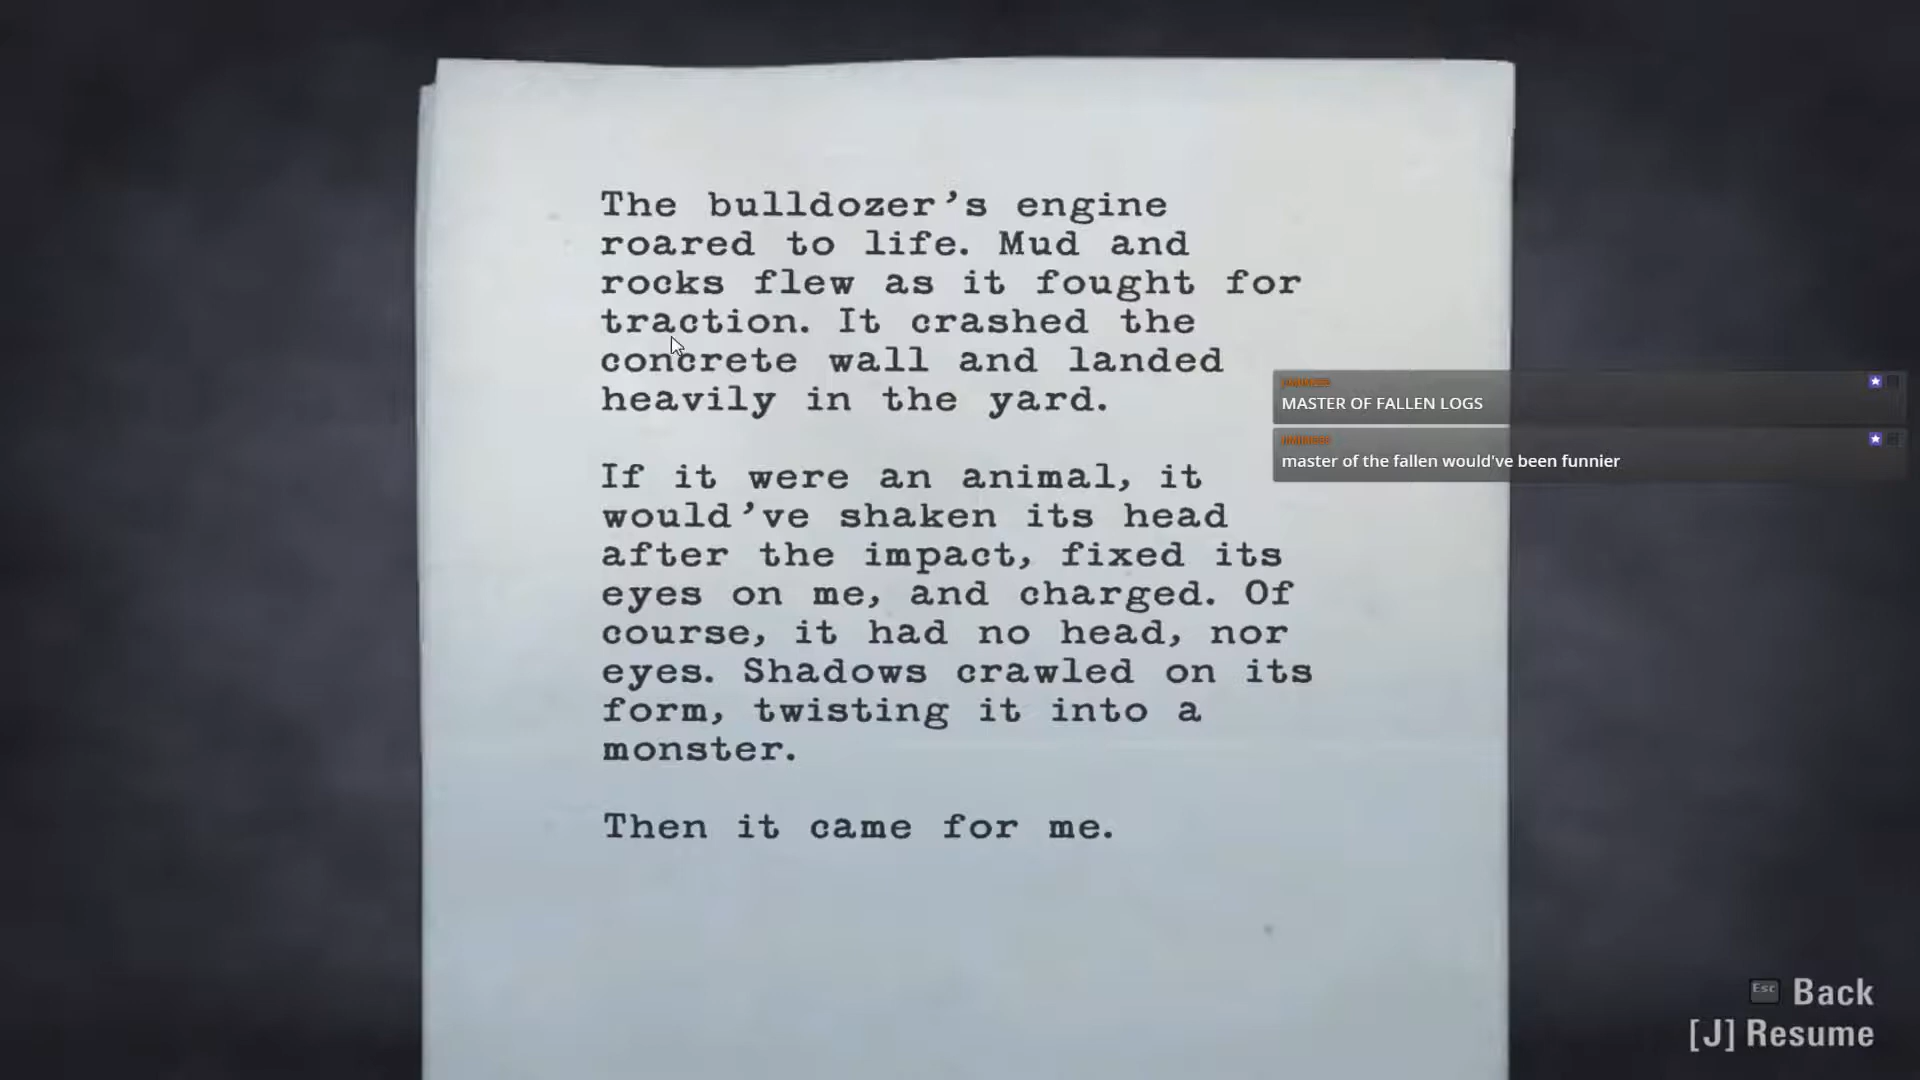 The bulldozer’s engine
roared to life. Mud and
rocks flew as it fought for
traction. It crashed the
concrete wall and landed
heavily in the yard.
If it were an animal, it
would’ve shaken its head
after the impact, fixed its
eyes on me, and charged. Of
course, it had no head, nor
eyes. Shadows crawled on its
form, twisting it into a
monster.
Then it came for me.
MASTER OF FALLEN LOGS
master of the fallen would've been funnier
Esc Back
[J] Resume